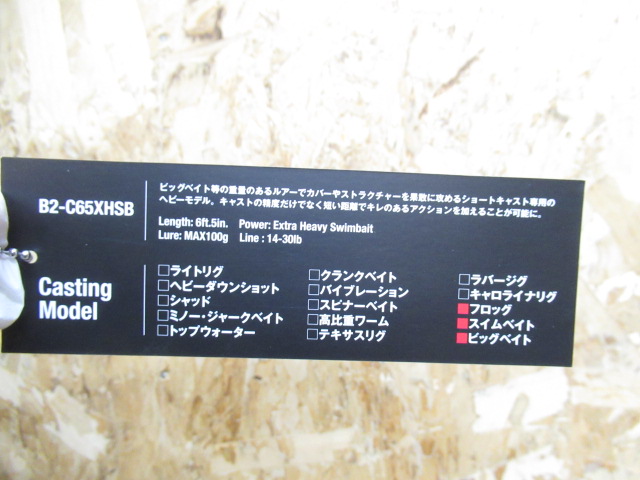 B2-C65XHSB
ビッグベイト等の重量のあるルアーでカバーやストラクチャーを果敢に攻めるショートキャスト専用の
ヘビーモデル。キャストの精度だけでなく短い距離でキレのあるアクションを加えることが可能に。
Length: 6ft.5in. Power: Extra Heavy Swimbait
Lure: MAX100g Line : 14-30lb
Casting
Model
□ライトリグ
□ヘビーダウンショット
□シャッド
□ミノー・ジャークベイト
□トップウォーター
□クランクベイト
□バイブレーション
□スピナーベイト
□高比重ワーム
□テキサスリグ
□ラバージグ
□キャロライナリグ
■フロッグ
■スイムベイト
■ビッグベイト